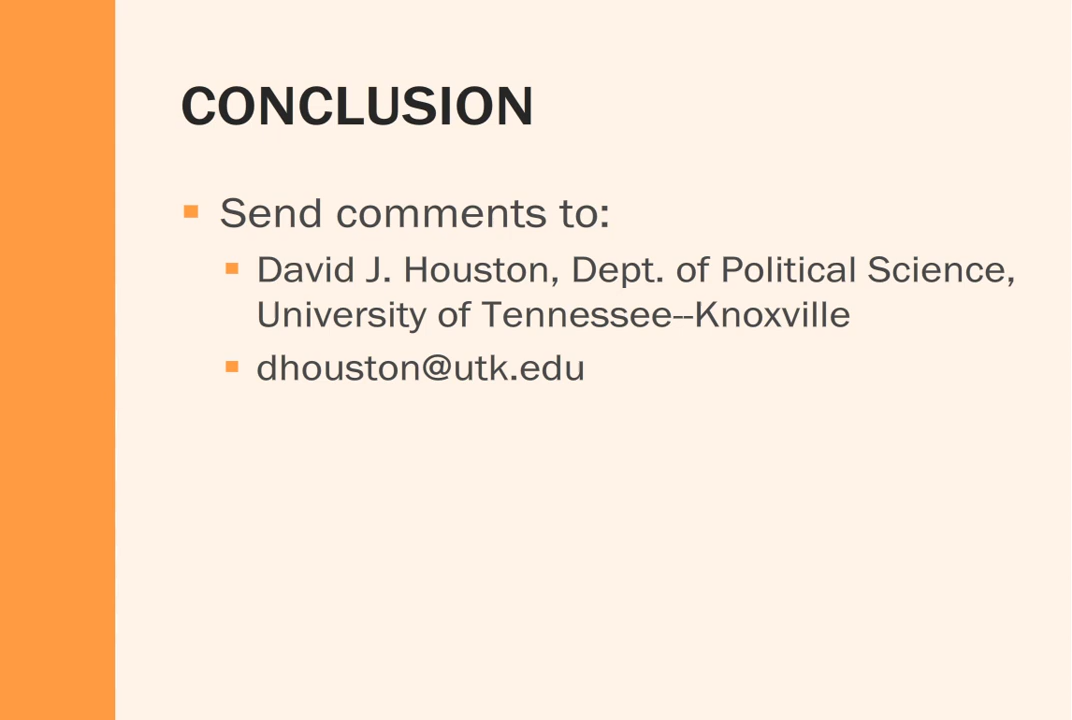 CONCLUSION
Send comments to:
David J. Houston, Dept. of Political Science,
University of Tennessee--Knoxville
dhouston@utk.edu